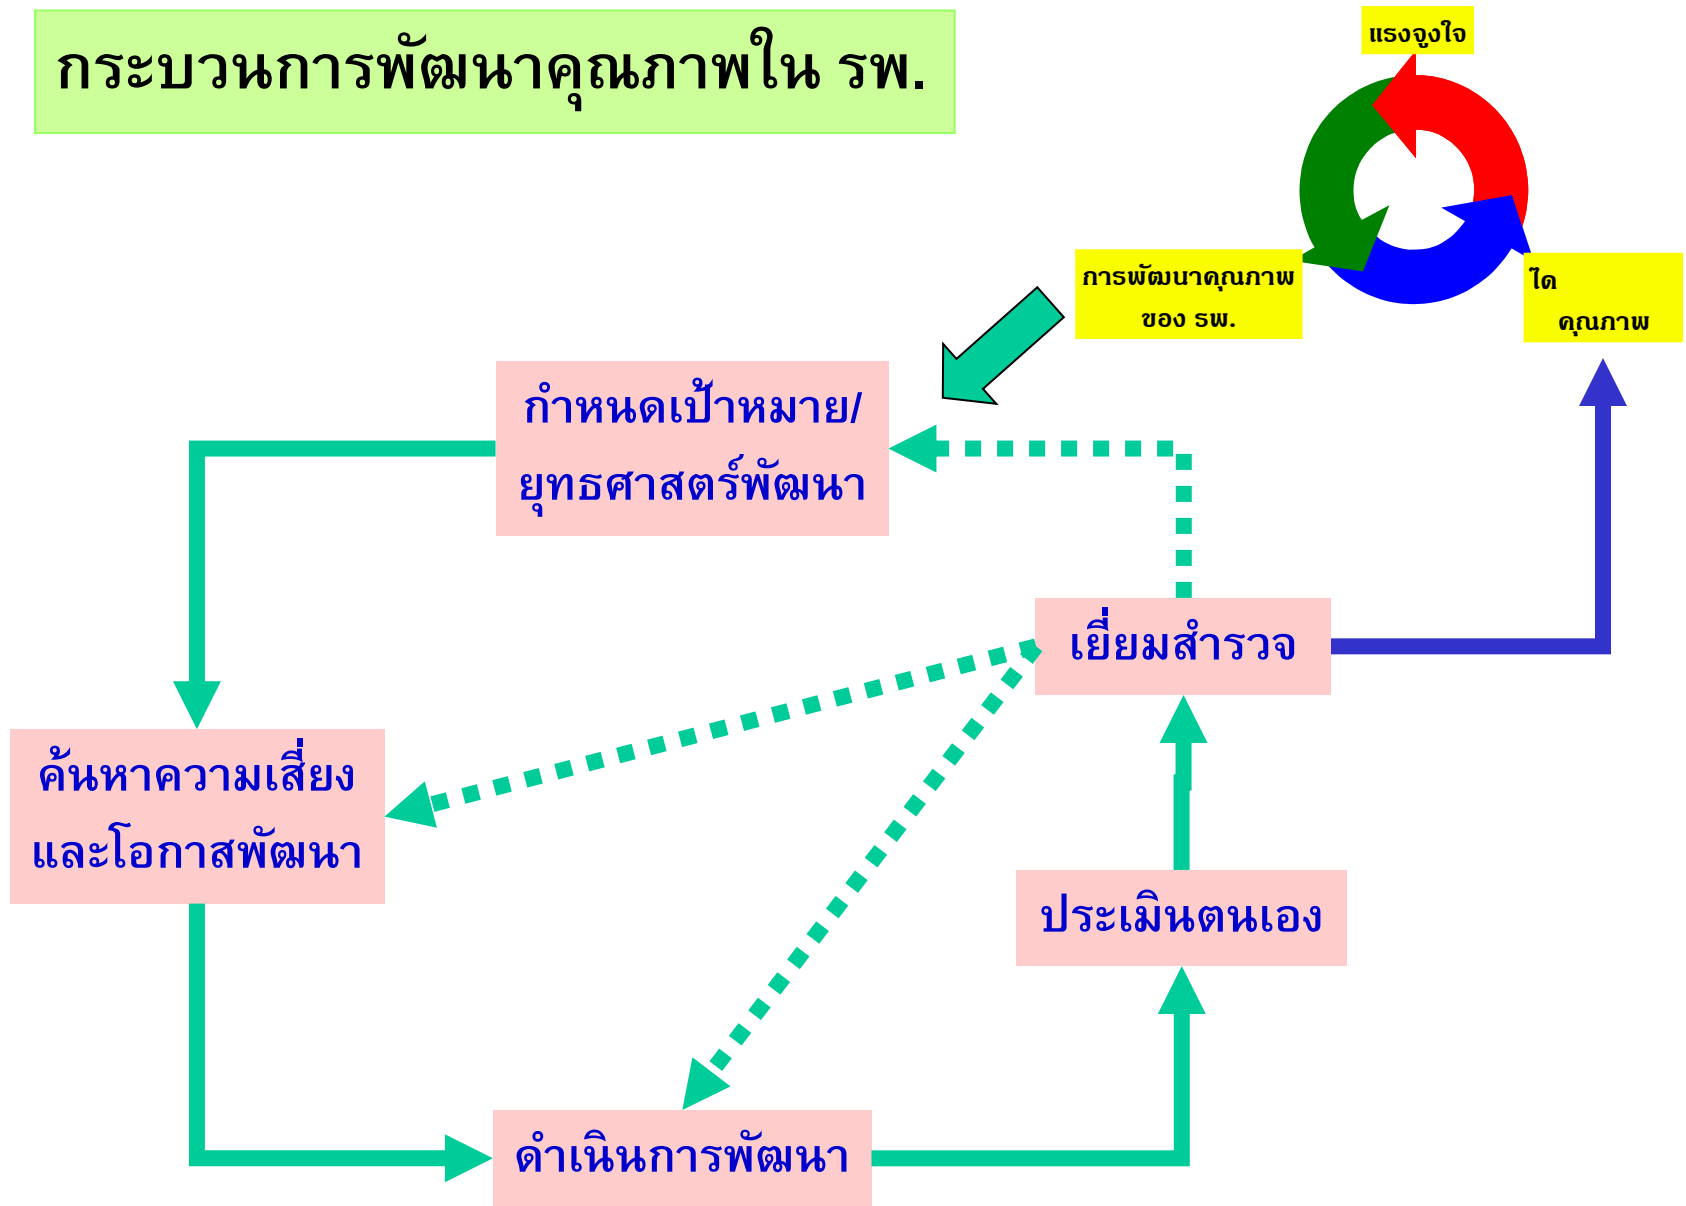 กระบวนการพัฒนาคุณภาพใน รพ.
แรงจูงใจ
การพัฒนาคุณภาพ
ของ รพ.
ได
คุณภาพ
กำหนดเป้าหมาย/
ยุทธศาสตร์พัฒนา
เยี่ยมสำรวจ
ค้นหาความเสี่ยง
และโอกาสพัฒนา
ประเมินตนเอง
ดำเนินการพัฒนา